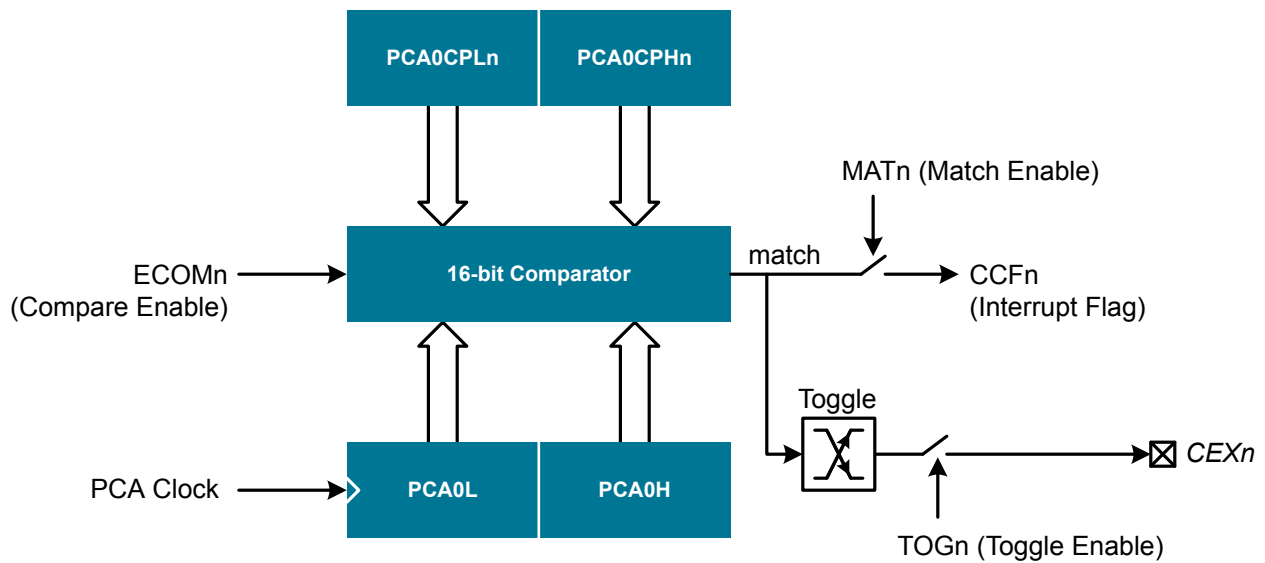 PCA0CPLn
PCA0CPHn
MATn (Match Enable)
ECOMn
(Compare Enable)
16-bit Comparator
match
CCFn
(Interrupt Flag)
Toggle
PCA Clock
PCA0L
PCA0H
CEXn
TOGn (Toggle Enable)